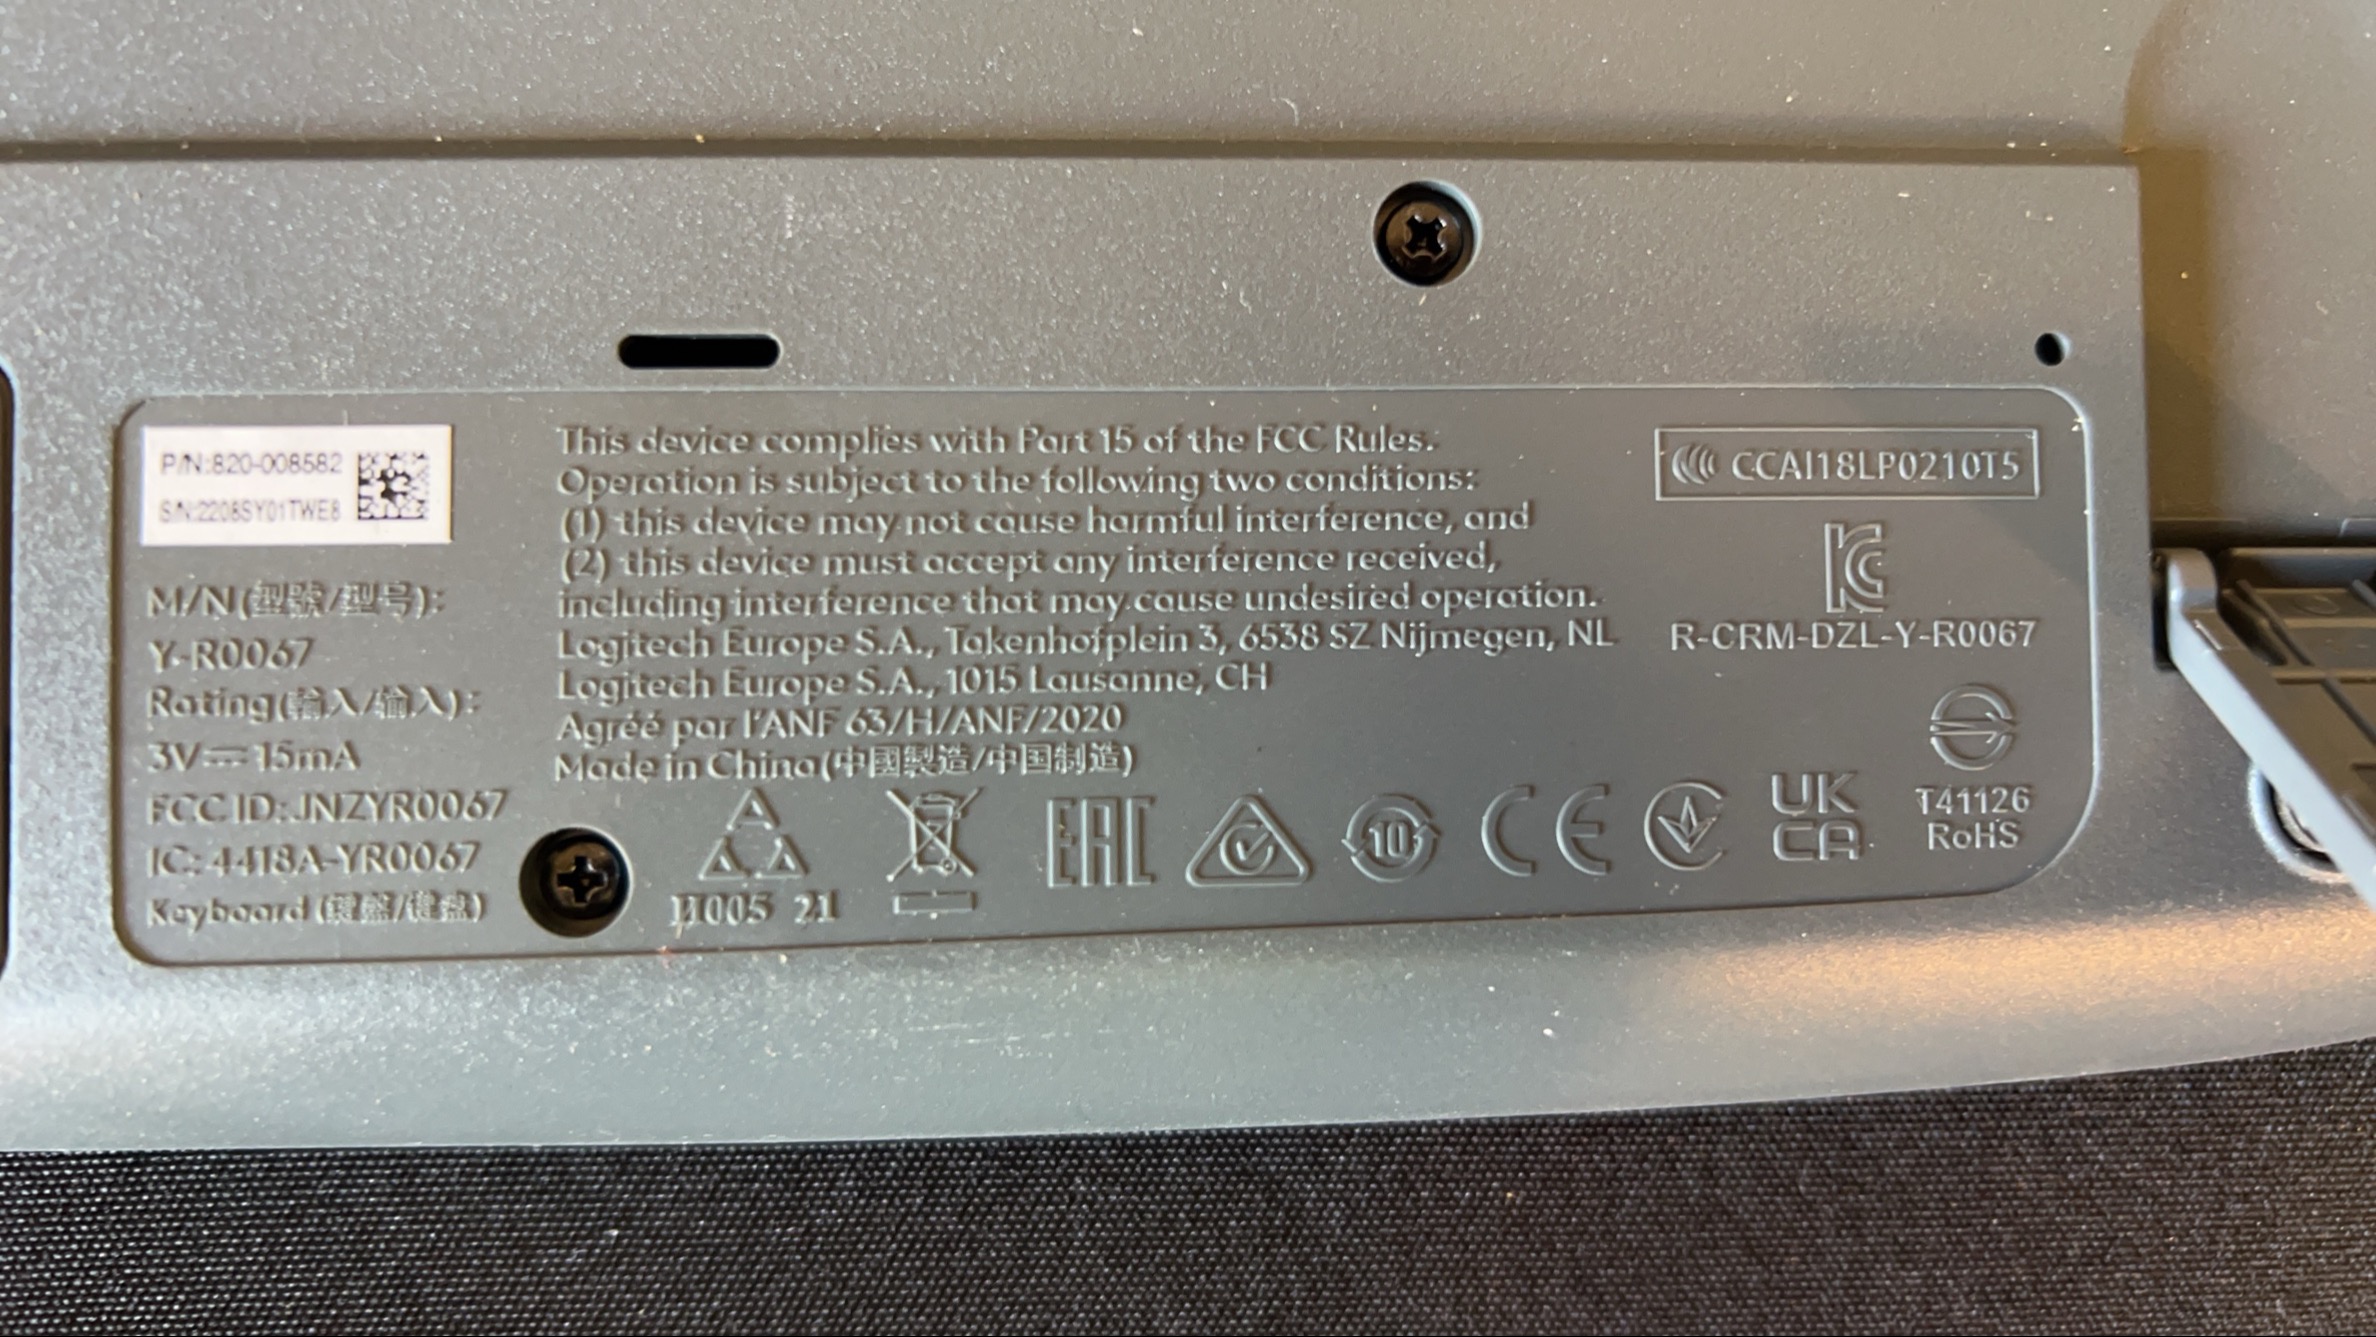 P/N:820-008582
S/N:2208SY01TWE8
M/N(型號/型号):
Y-R0067
Rating(輸入/输入):
3V⎓15mA
FCC ID: JNZYR0067
IC: 4418A-YR0067
Keyboard (鍵盤/键盘)
This device complies with Part 15 of the FCC Rules.
Operation is subject to the following two conditions:
(1) this device may not cause harmful interference, and
(2) this device must accept any interference received,
including interference that may cause undesired operation.
Logitech Europe S.A., Takenhofplein 3, 6538 SZ Nijmegen, NL
Logitech Europe S.A., 1015 Lausanne, CH
Agréé par l'ANF 63/H/ANF/2020
Made in China(中國製造/中国制造)
И005 21
EAC
10
CE
UK
CA
CCAI18LP0210T5
KC
R-CRM-DZL-Y-R0067
T41126
RoHS